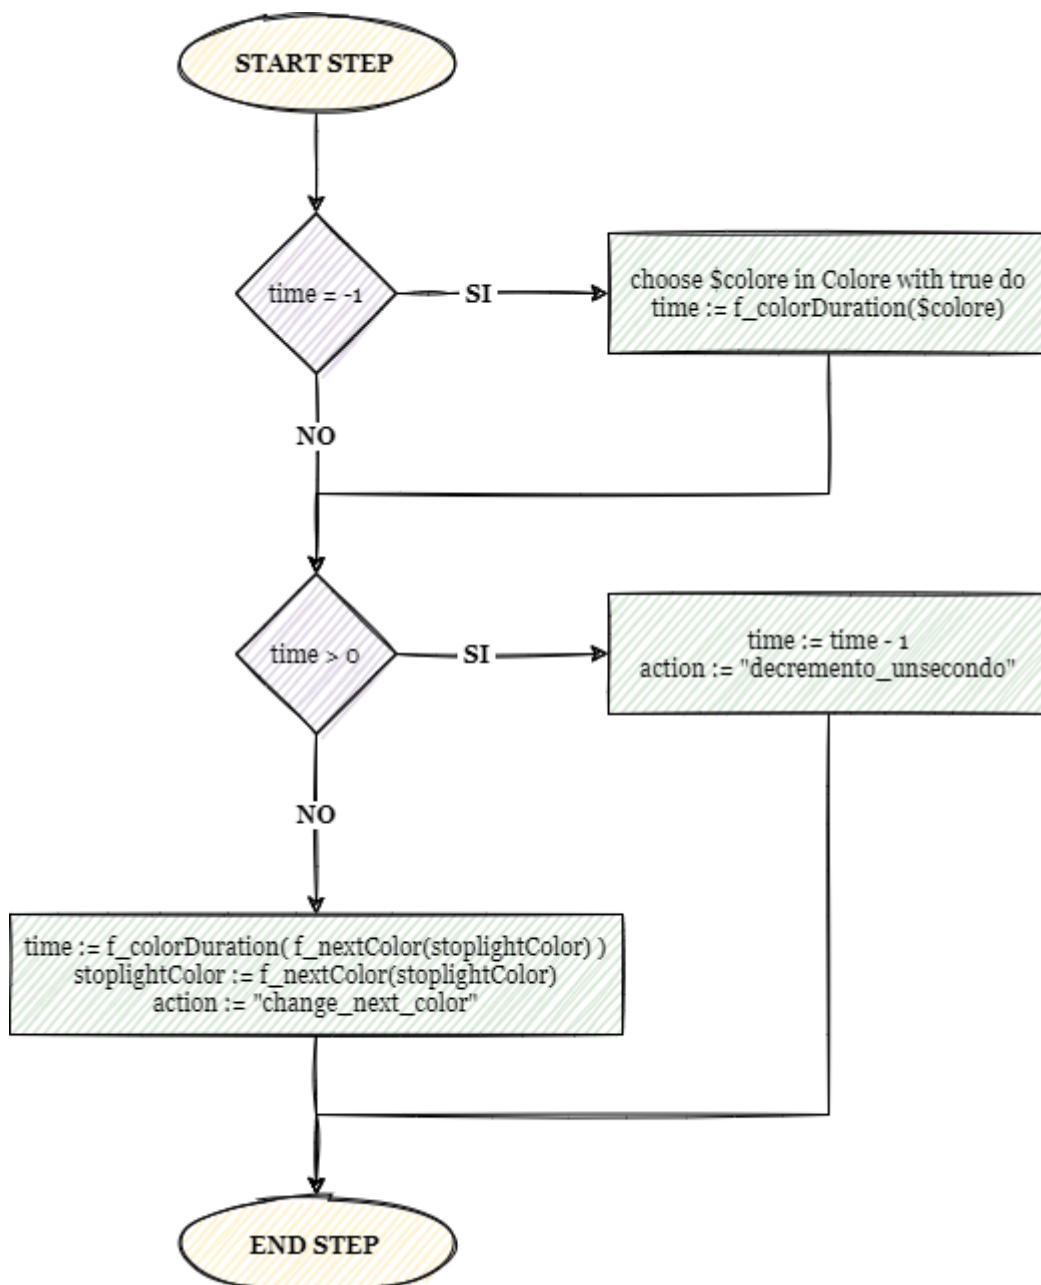 START STEP
time = -1
SI
choose $colore in Colore with true do
time := f_colorDuration($colore)
NO
time > 0
SI
time := time - 1
action := "decremento_unsecondo"
NO
time := f_colorDuration( f_nextColor(stoplightColor) )
stoplightColor := f_nextColor(stoplightColor)
action := "change_next_color"
END STEP